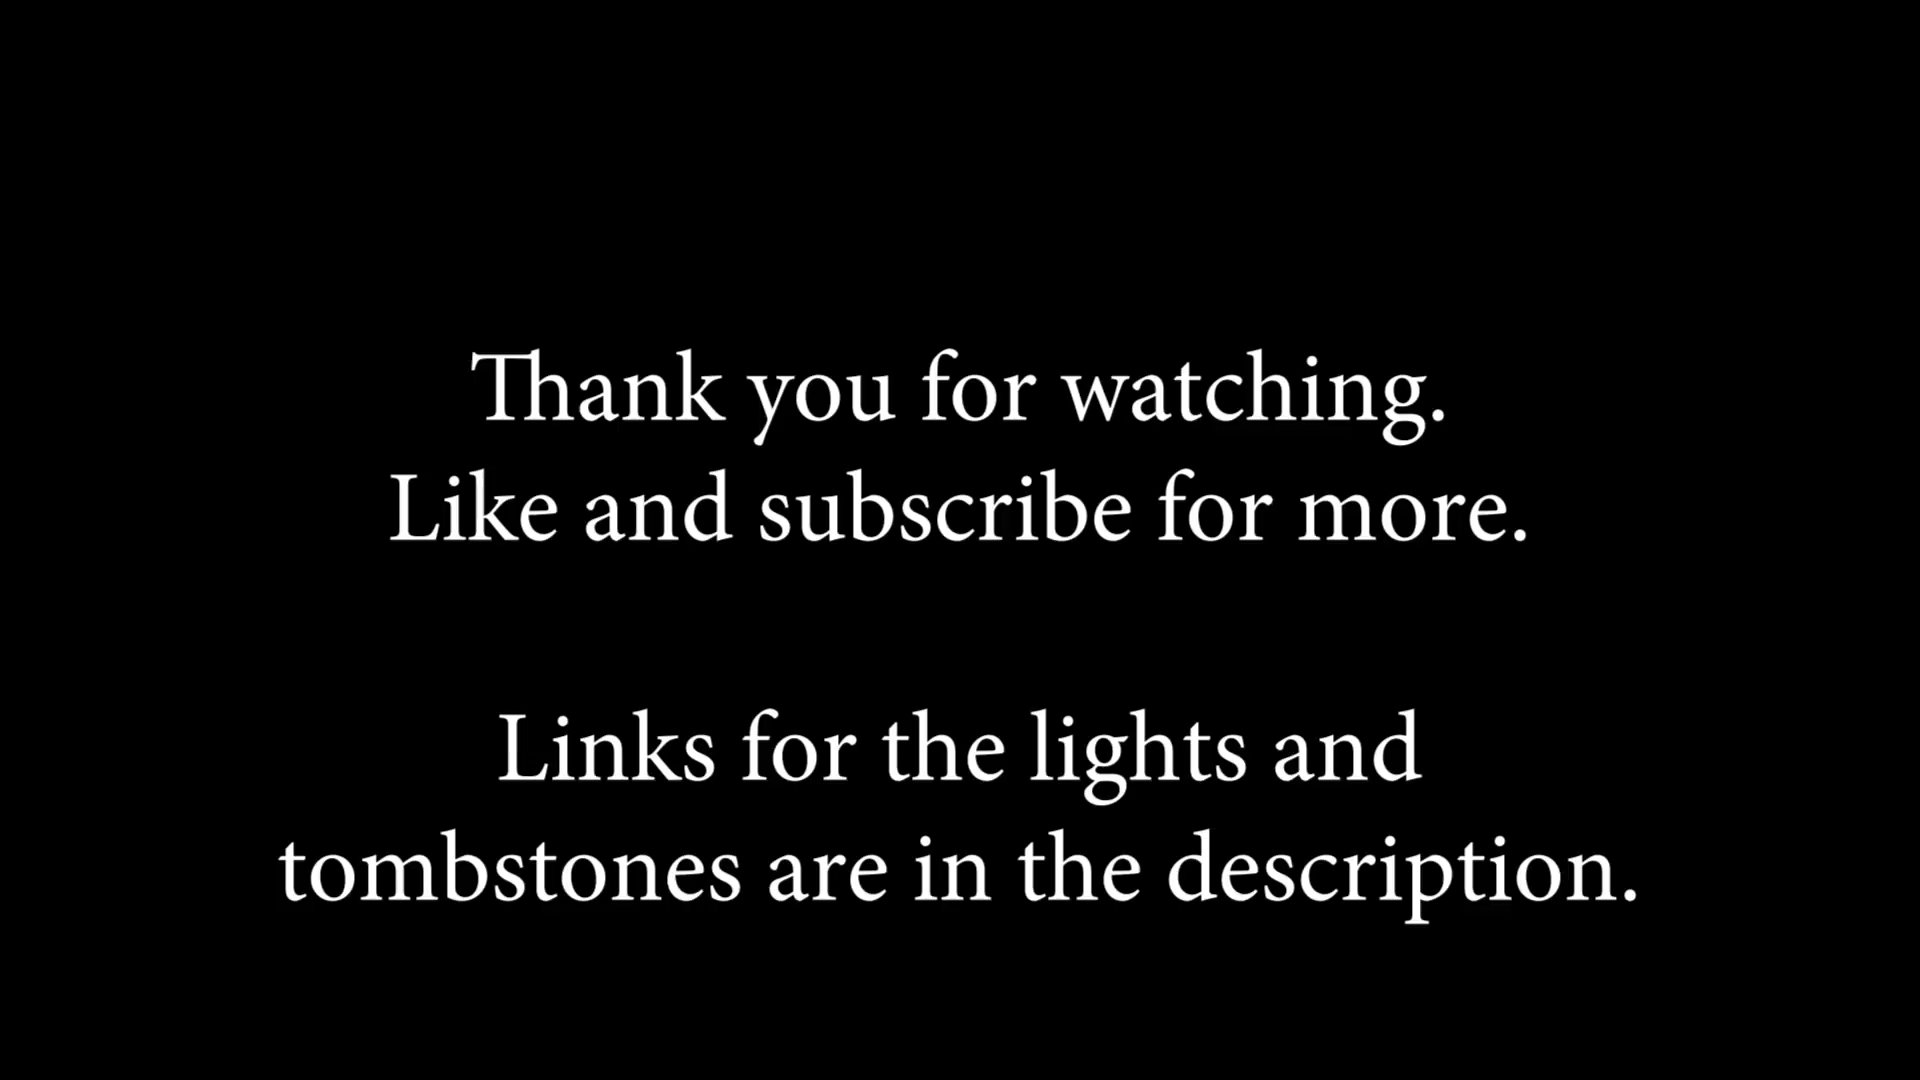 Thank you for watching.
Like and subscribe for more.
Links for the lights and
tombstones are in the description.